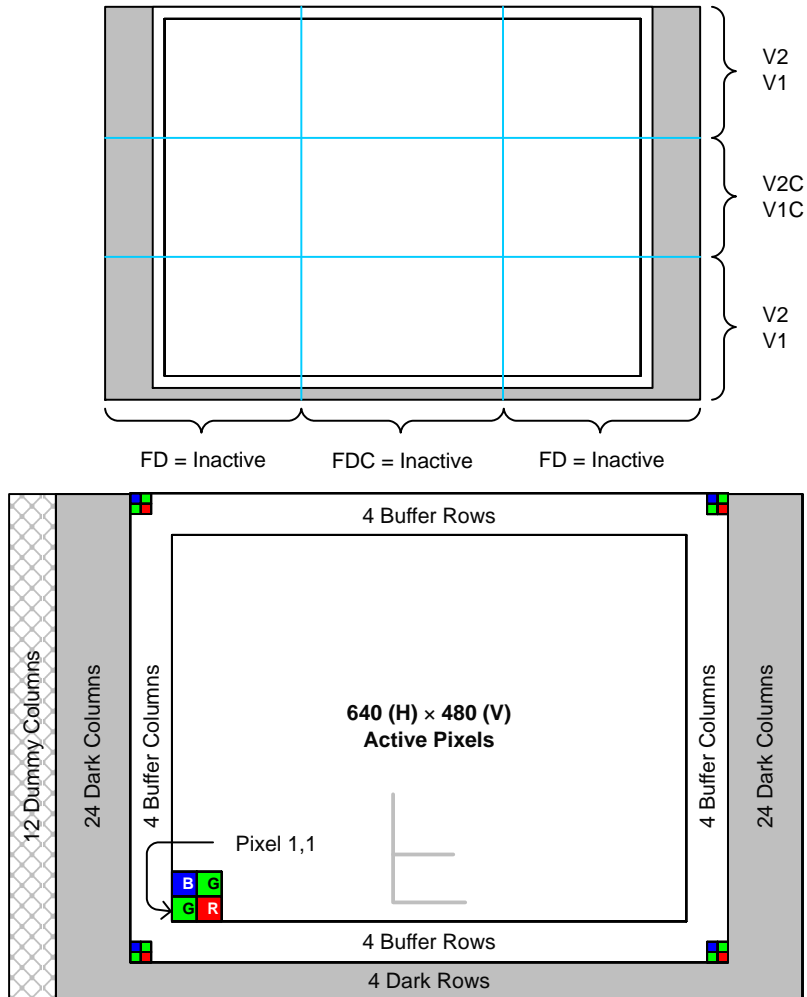 V2
V1
V2C
V1C
V2
V1
FD = Inactive
FDC = Inactive
FD = Inactive
4 Buffer Rows
12 Dummy Columns
24 Dark Columns
4 Buffer Columns
640 (H) × 480 (V)
Active Pixels
4 Buffer Columns
24 Dark Columns
Pixel 1,1
B G
G R
4 Buffer Rows
4 Dark Rows